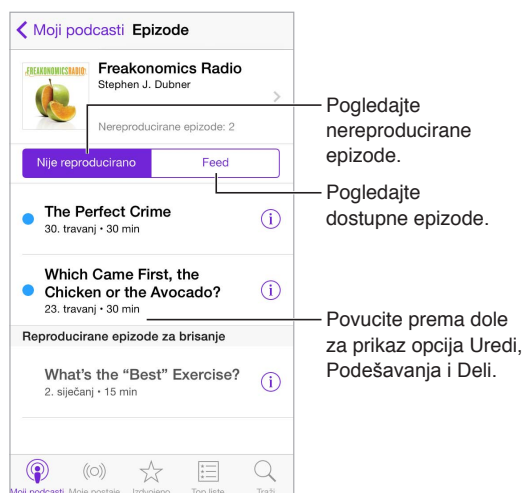 Moji podcasti Epizode
FREAKONOMICSRADIO
Freakonomics Radio
Stephen J. Dubner
Nereproducirane epizode: 2
Nije reproducirano Feed
The Perfect Crime
30. travanj • 30 min
Which Came First, the
Chicken or the Avocado?
23. travanj • 30 min
Reproducirane epizode za brisanje
What's the “Best” Exercise?
2. siječanj • 15 min
Moji podcasti Moje postaje Izdvojeno Top liste Traži
Pogledajte
nereproducirane
epizode.
Pogledajte
dostupne epizode.
Povucite prema dole
za prikaz opcija Uredi,
Podešavanja i Deli.